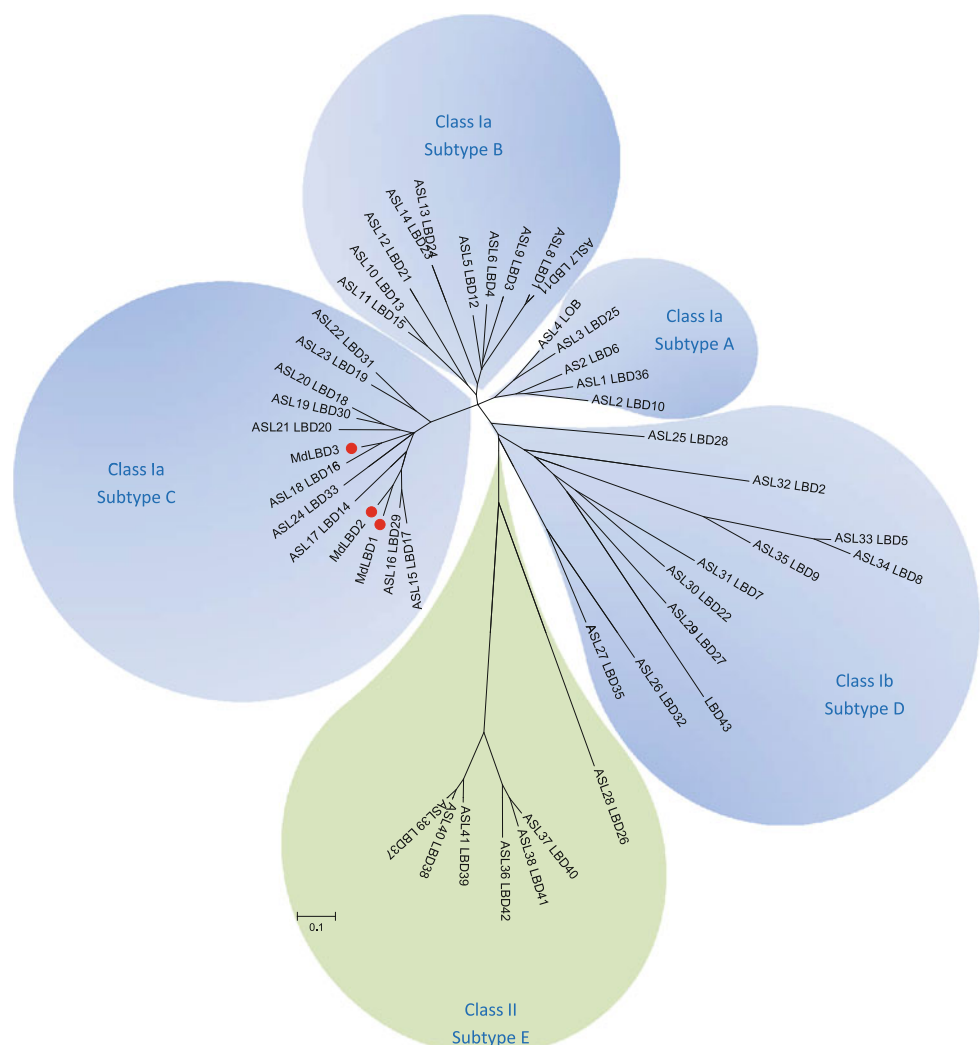 Class Ia
Subtype B
ASL13 LBD24
ASL14 LBD23
ASL12 LBD21
ASL10 LBD13
ASL11 LBD15
ASL5 LBD12
ASL6 LBD4
ASL9 LBD3
ASL8 LBD1
ASL7 LBD11
Class Ia
Subtype A
ASL4 LOB
ASL3 LBD25
AS2 LBD6
ASL1 LBD36
ASL2 LBD10
Class Ia
Subtype C
ASL22 LBD31
ASL23 LBD19
ASL20 LBD18
ASL19 LBD30
ASL21 LBD20
MdLBD3
ASL18 LBD16
ASL24 LBD33
ASL17 LBD14
MdLBD2
MdLBD1
ASL16 LBD29
ASL15 LBD17
ASL25 LBD28
ASL32 LBD2
ASL33 LBD5
ASL34 LBD8
ASL35 LBD9
ASL31 LBD7
ASL30 LBD22
ASL29 LBD27
LBD43
ASL26 LBD32
ASL27 LBD35
Class Ib
Subtype D
ASL28 LBD26
ASL37 LBD40
ASL38 LBD41
ASL36 LBD42
ASL41 LBD39
ASL40 LBD38
ASL39 LBD37
0.1
Class II
Subtype E